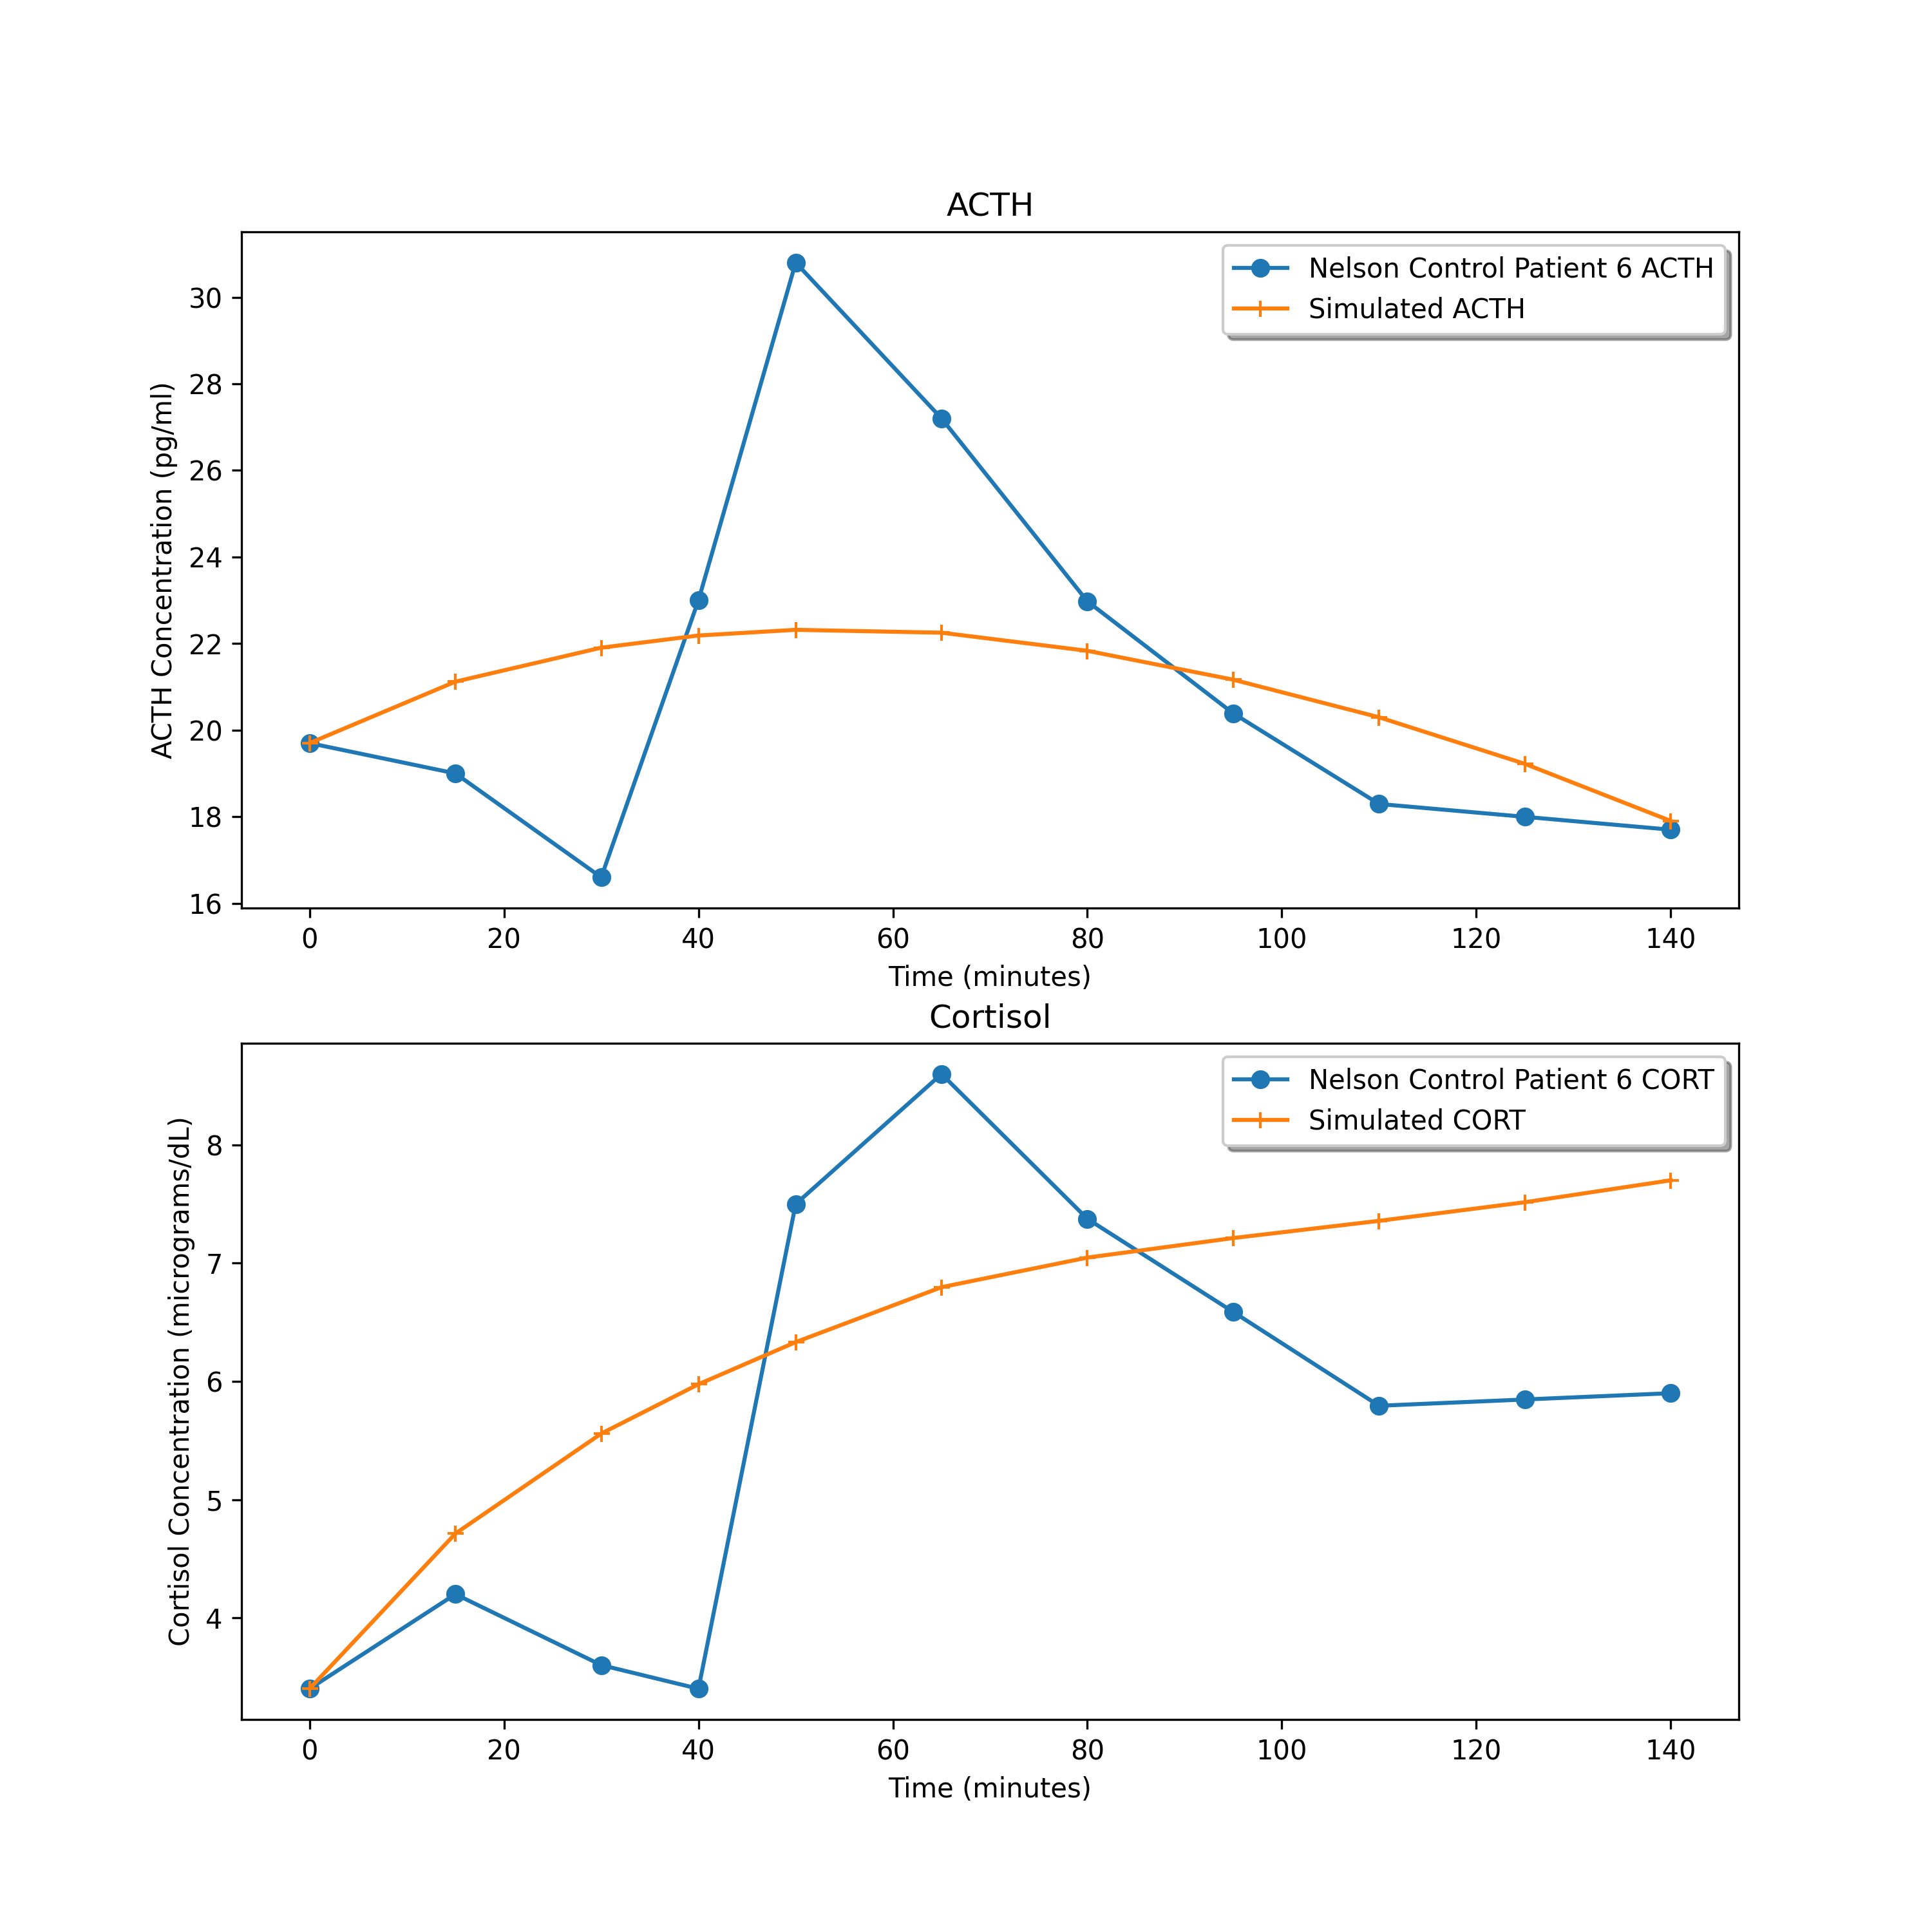 ACTH
Nelson Control Patient 6 ACTH
Simulated ACTH
ACTH Concentration (pg/ml)
30
28
26
24
22
20
18
16
0 20 40 60 80 100 120 140
Time (minutes)
Cortisol
Nelson Control Patient 6 CORT
Simulated CORT
Cortisol Concentration (micrograms/dL)
8
7
6
5
4
0 20 40 60 80 100 120 140
Time (minutes)